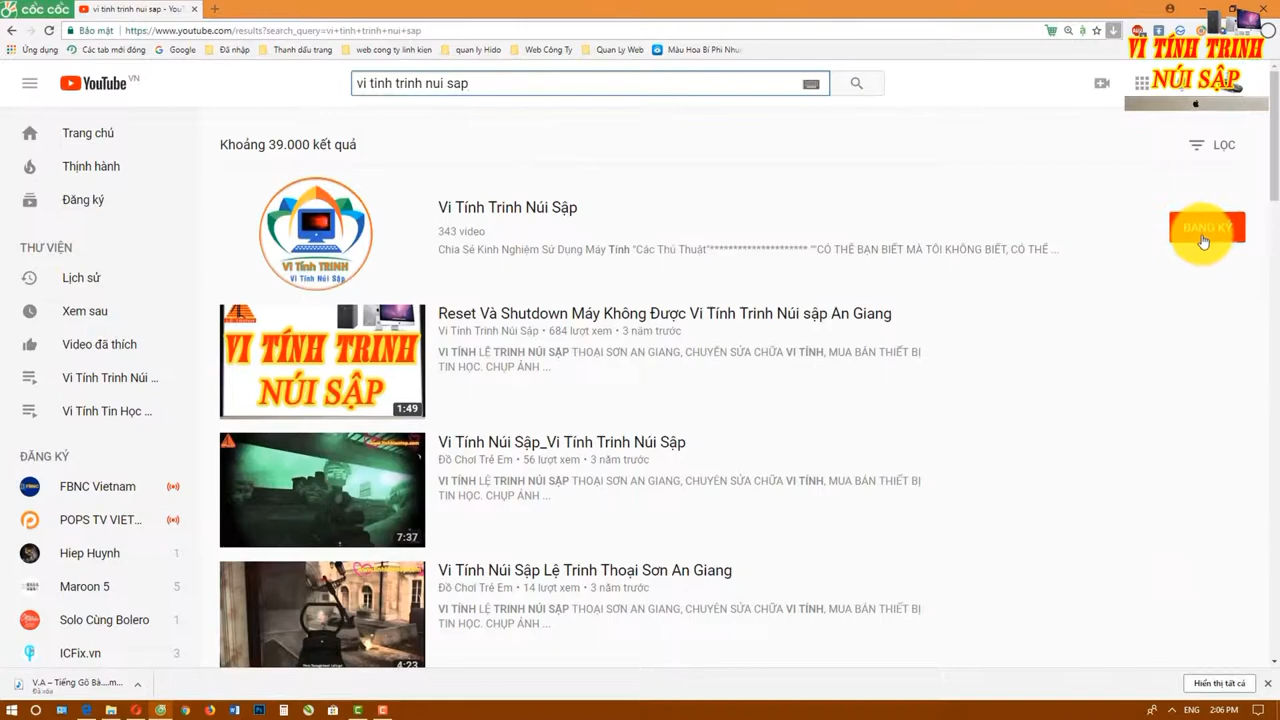 cốc cốc
vi tinh trinh nui sap - YouT
Bảo mật
https://www.youtube.com/results?search_query=vi+tinh+trinh+nui+sap
Ứng dụng
Các tab mới đóng
Google
Đã nhập
Thanh dấu trang
web cong ty linh kien
quan ly Hido
Web Công Ty
Quan Ly Web
Màu Hoa Bí Phi Nhu
VI TÍNH TRINH
NÚI SẬP
YouTube VN
vi tinh trinh nui sap
Trang chủ
Thịnh hành
Đăng ký
THƯ VIỆN
Lịch sử
Xem sau
Video đã thích
Vi Tính Trinh Núi ...
Vi Tính Tin Học ...
ĐĂNG KÝ
FBNC Vietnam
POPS TV VIET...
Hiep Huynh 1
Maroon 5 5
Solo Cùng Bolero 1
ICFix.vn 3
Khoảng 39.000 kết quả
LỌC
Vi Tính TRINH
Vi Tính Núi Sập
Vi Tính Trinh Núi Sập
343 video
Chia Sẻ Kinh Nghiệm Sử Dụng Máy Tính "Các Thủ Thuật"******************** ""CÓ THỂ BẠN BIẾT MÀ TÔI KHÔNG BIẾT, CÓ THỂ ...
ĐĂNG KÝ
VI TÍNH TRINH
NÚI SẬP
1:49
Reset Và Shutdown Máy Không Được Vi Tính Trinh Núi sập An Giang
Vi Tính Trinh Núi Sập • 684 lượt xem • 3 năm trước
VI TÍNH LÊ TRINH NÚI SẬP THOẠI SƠN AN GIANG, CHUYÊN SỬA CHỮA VI TÍNH, MUA BÁN THIẾT BỊ
TIN HỌC. CHỤP ẢNH ...
7:37
Vi Tính Núi Sập_Vi Tính Trinh Núi Sập
Đồ Chơi Trẻ Em • 56 lượt xem • 3 năm trước
VI TÍNH LÊ TRINH NÚI SẬP THOẠI SƠN AN GIANG, CHUYÊN SỬA CHỮA VI TÍNH, MUA BÁN THIẾT BỊ
TIN HỌC. CHỤP ẢNH ...
4:23
Vi Tính Núi Sập Lệ Trinh Thoại Sơn An Giang
Đồ Chơi Trẻ Em • 14 lượt xem • 3 năm trước
VI TÍNH LỆ TRINH NÚI SẬP THOẠI SƠN AN GIANG, CHUYÊN SỬA CHỮA VI TÍNH, MUA BÁN THIẾT BỊ
TIN HỌC. CHỤP ẢNH ...
V.A – Tiếng Gõ Bà....m...
Đã xóa
Hiển thị tất cả
ENG
2:06 PM